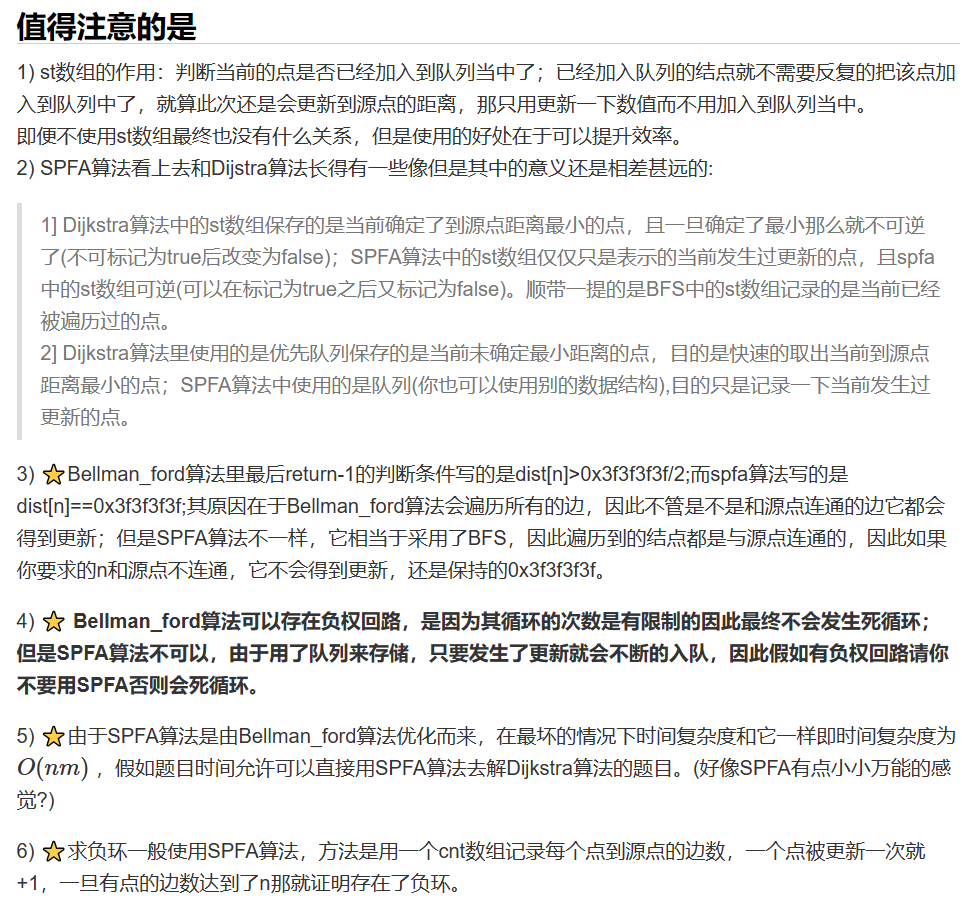 值得注意的是
1) st数组的作用：判断当前的点是否已经加入到队列当中了；已经加入队列的结点就不需要反复的把该点加
入到队列中了，就算此次还是会更新到源点的距离，那只用更新一下数值而不用加入到队列当中。
即便不使用st数组最终也没有什么关系，但是使用的好处在于可以提升效率。
2) SPFA算法看上去和Dijstra算法长得有一些像但是其中的意义还是相差甚远的:
1] Dijkstra算法中的st数组保存的是当前确定了到源点距离最小的点，且一旦确定了最小那么就不可逆
了(不可标记为true后改变为false)；SPFA算法中的st数组仅仅只是表示的当前发生过更新的点，且spfa
中的st数组可逆(可以在标记为true之后又标记为false)。顺带一提的是BFS中的st数组记录的是当前已经
被遍历过的点。
2] Dijkstra算法里使用的是优先队列保存的是当前未确定最小距离的点，目的是快速的取出当前到源点
距离最小的点；SPFA算法中使用的是队列(你也可以使用别的数据结构),目的只是记录一下当前发生过
更新的点。
3) ⭐️Bellman_ford算法里最后return-1的判断条件写的是dist[n]>0x3f3f3f3f/2;而spfa算法写的是
dist[n]==0x3f3f3f3f;其原因在于Bellman_ford算法会遍历所有的边，因此不管是不是和源点连通的边它都会
得到更新；但是SPFA算法不一样，它相当于采用了BFS，因此遍历到的结点都是与源点连通的，因此如果
你要求的n和源点不连通，它不会得到更新，还是保持的0x3f3f3f3f。
4) ⭐️ Bellman_ford算法可以存在负权回路，是因为其循环的次数是有限制的因此最终不会发生死循环；
但是SPFA算法不可以，由于用了队列来存储，只要发生了更新就会不断的入队，因此假如有负权回路请你
不要用SPFA否则会死循环。
5) ⭐️由于SPFA算法是由Bellman_ford算法优化而来，在最坏的情况下时间复杂度和它一样即时间复杂度为
O(nm) ，假如题目时间允许可以直接用SPFA算法去解Dijkstra算法的题目。(好像SPFA有点小小万能的感
觉?)
6) ⭐️求负环一般使用SPFA算法，方法是用一个cnt数组记录每个点到源点的边数，一个点被更新一次就
+1，一旦有点的边数达到了n那就证明存在了负环。